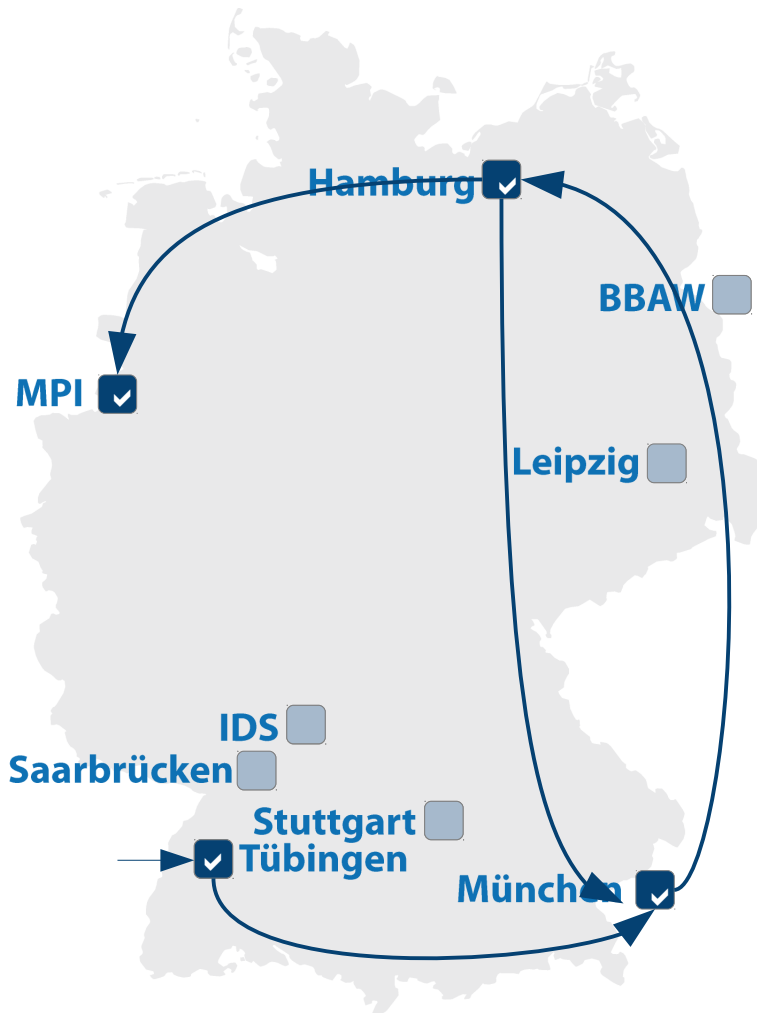 Hamburg
BBAW
MPI
Leipzig
IDS
Saarbrücken
Stuttgart
Tübingen
München